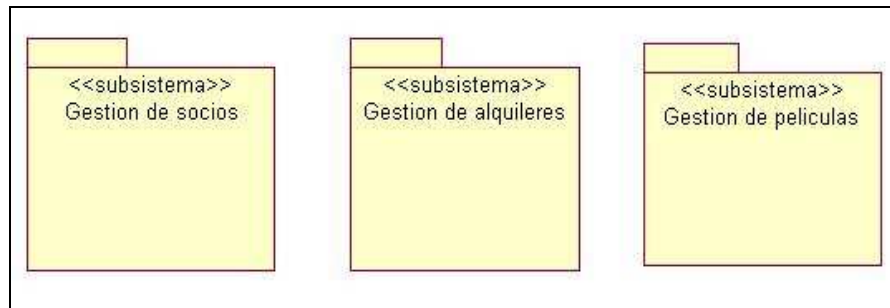 <<subsistema>>
Gestion de socios
<<subsistema>>
Gestion de alquileres
<<subsistema>>
Gestion de peliculas